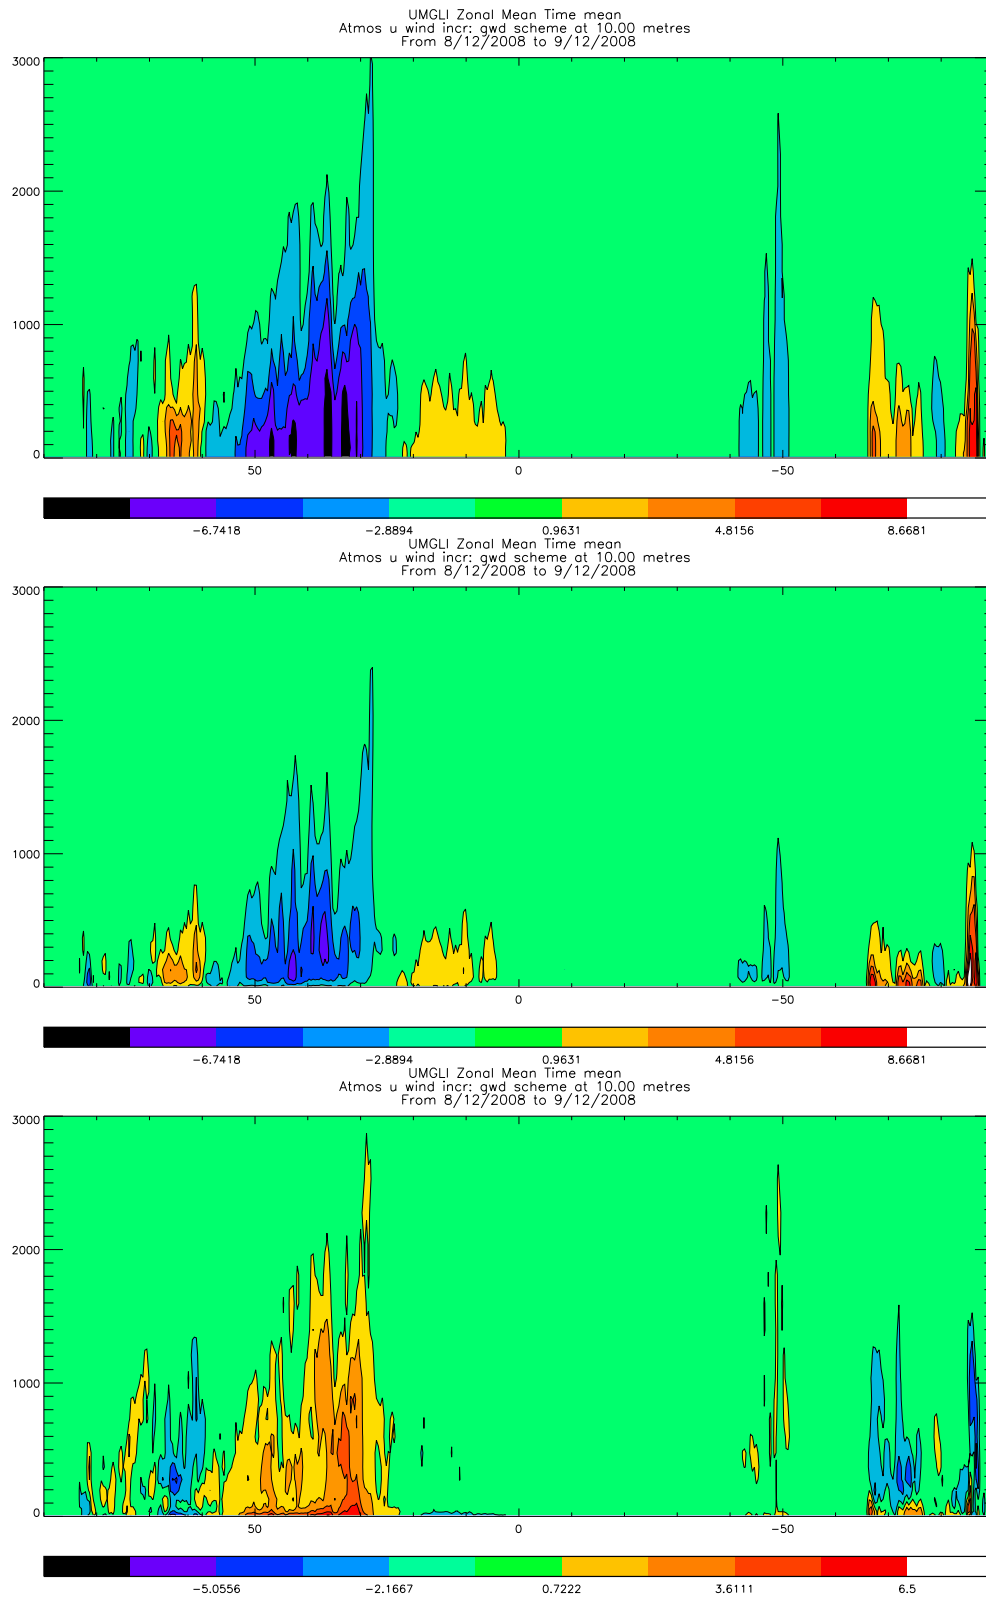 UMGLI Zonal Mean Time mean
Atmos u wind incr: gwd scheme at 10.00 metres
From 8/12/2008 to 9/12/2008
3000
2000
1000
0
50 0 -50
-6.7418 -2.8894 0.9631 4.8156 8.6681
UMGLI Zonal Mean Time mean
Atmos u wind incr: gwd scheme at 10.00 metres
From 8/12/2008 to 9/12/2008
3000
2000
1000
0
50 0 -50
-6.7418 -2.8894 0.9631 4.8156 8.6681
UMGLI Zonal Mean Time mean
Atmos u wind incr: gwd scheme at 10.00 metres
From 8/12/2008 to 9/12/2008
3000
2000
1000
0
50 0 -50
-5.0556 -2.1667 0.7222 3.6111 6.5